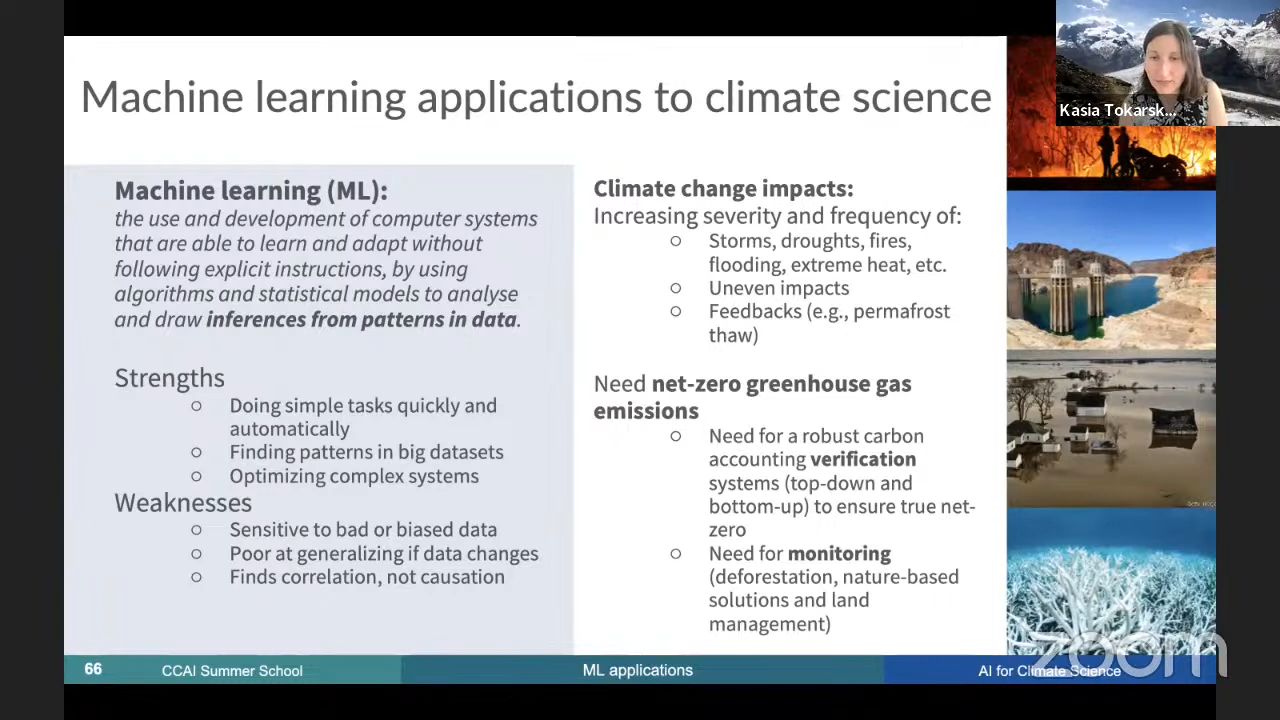 Machine learning applications to climate science
Kasia Tokarsk...
Machine learning (ML):
the use and development of computer systems
that are able to learn and adapt without
following explicit instructions, by using
algorithms and statistical models to analyse
and draw inferences from patterns in data.
Strengths
○ Doing simple tasks quickly and
automatically
○ Finding patterns in big datasets
○ Optimizing complex systems
Weaknesses
○ Sensitive to bad or biased data
○ Poor at generalizing if data changes
○ Finds correlation, not causation
Climate change impacts:
Increasing severity and frequency of:
○ Storms, droughts, fires,
flooding, extreme heat, etc.
○ Uneven impacts
○ Feedbacks (e.g., permafrost
thaw)
Need net-zero greenhouse gas
emissions
○ Need for a robust carbon
accounting verification
systems (top-down and
bottom-up) to ensure true net-
zero
○ Need for monitoring
(deforestation, nature-based
solutions and land
management)
66
CCAI Summer School
ML applications
AI for Climate Science
zoom